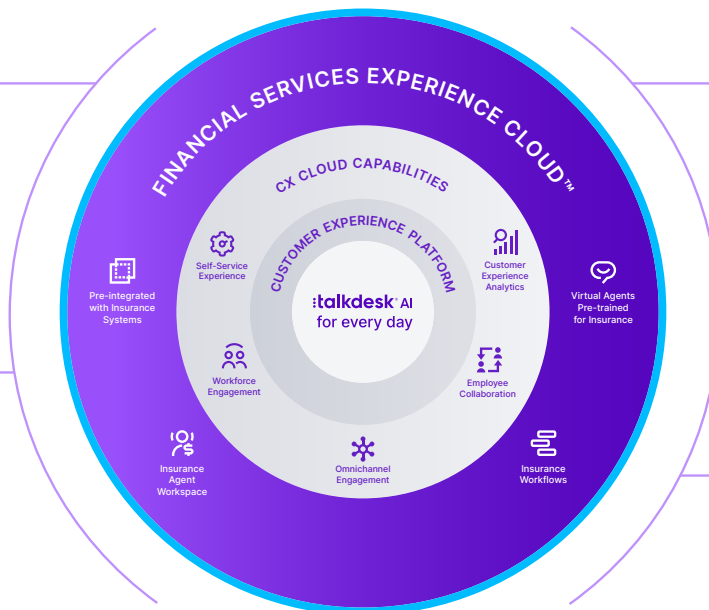 FINANCIAL SERVICES EXPERIENCE CLOUD™
CX CLOUD CAPABILITIES
CUSTOMER EXPERIENCE PLATFORM
:talkdesk® AI
for every day
Self-Service
Experience
Customer
Experience
Analytics
Pre-integrated
with Insurance
Systems
Virtual Agents
Pre-trained
for Insurance
Workforce
Engagement
Employee
Collaboration
Insurance
Agent
Workspace
Omnichannel
Engagement
Insurance
Workflows